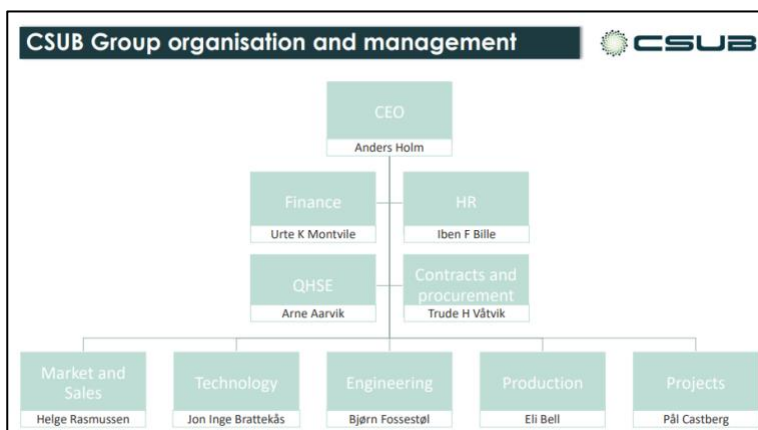 CSUB Group organisation and management
CSUB
CEO
Anders Holm
Finance
Urte K Montvile
HR
Iben F Bille
QHSE
Arne Aarvik
Contracts and
procurement
Trude H Våtvik
Market and
Sales
Helge Rasmussen
Technology
Jon Inge Brattekås
Engineering
Bjørn Fossestøl
Production
Eli Bell
Projects
Pål Castberg